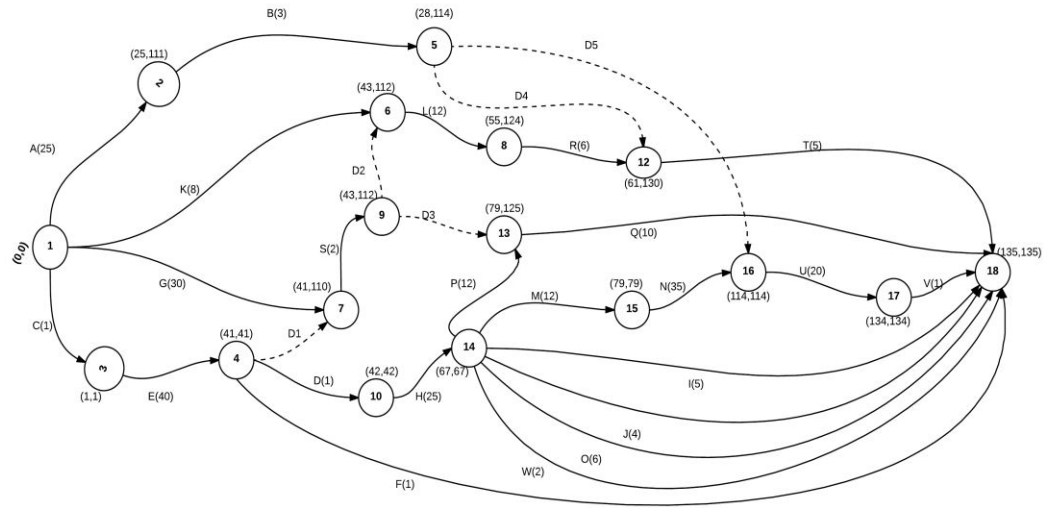 B(3)
(28,114)
5
D5
(25,111)
2
(43,112)
6
L(12)
D4
(55,124)
8
R(6)
12
(61,130)
T(5)
A(25)
K(8)
D2
(43,112)
9
D3
(79,125)
13
Q(10)
(0,0)
1
S(2)
G(30)
(41,110)
7
P(12)
M(12)
(79,79)
15
N(35)
16
(114,114)
U(20)
17
(134,134)
V(1)
(135,135)
18
C(1)
3
(1,1)
E(40)
(41,41)
4
D1
D(1)
(42,42)
10
H(25)
14
(67,67)
I(5)
J(4)
O(6)
W(2)
F(1)